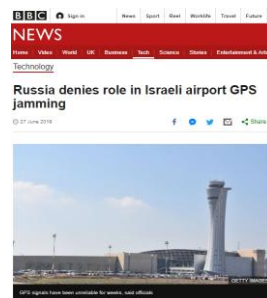 BBC Sign in News Sport Reel Worklife Travel Future
NEWS
Home Video World UK Business Tech Science Stories Entertainment & Arts
Technology
Russia denies role in Israeli airport GPS
jamming
27 June 2019
Share
GETTY IMAGES
GPS signals have been unreliable for weeks, said officials